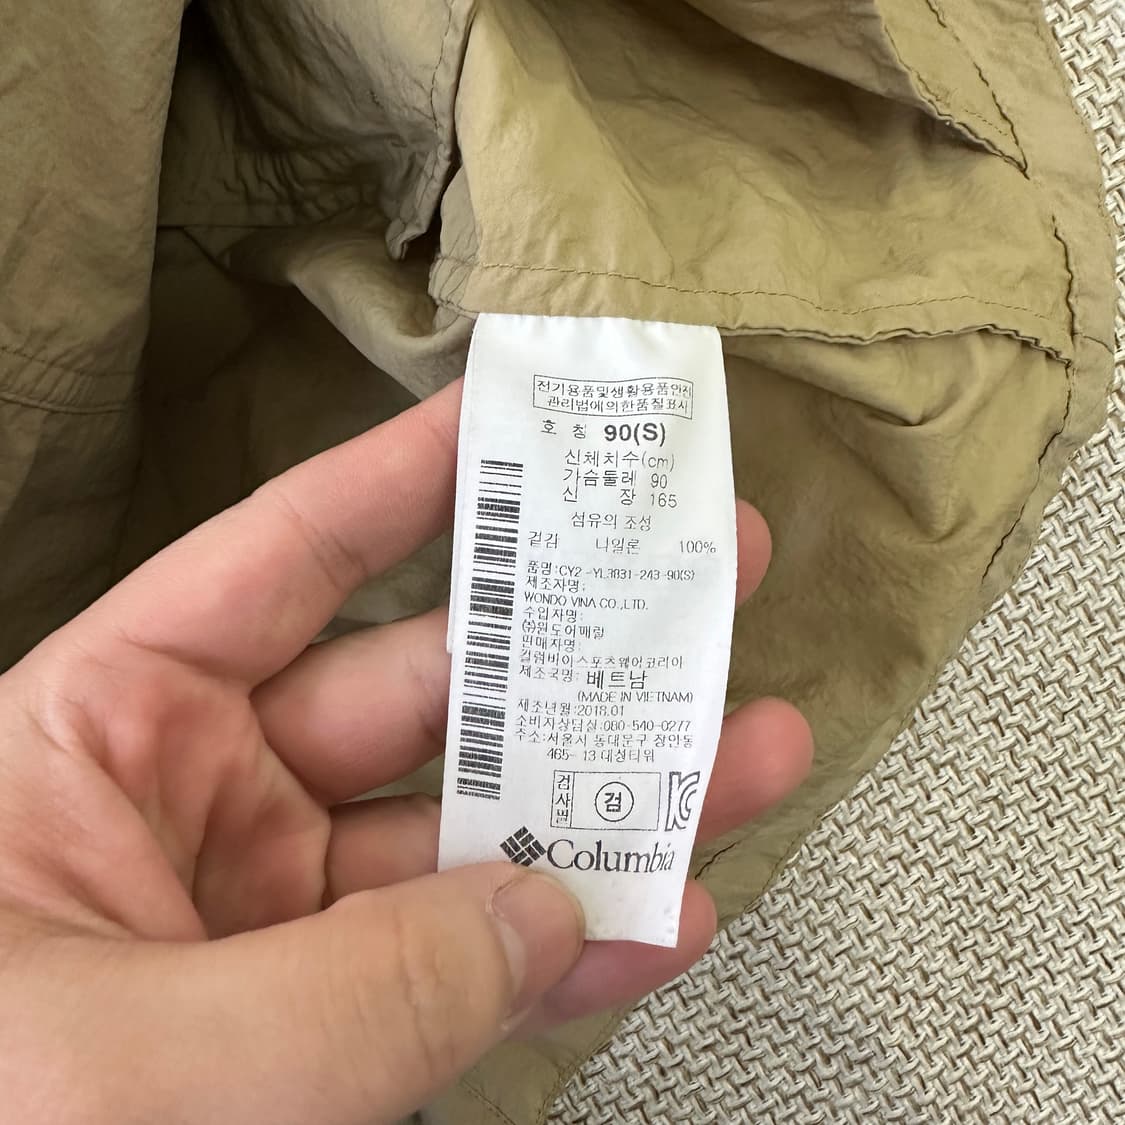 전기용품및생활용품안전
관리법에의한품질표시
호 칭 90(S)
신체치수(cm)
가슴둘레 90
신 장 165
섬유의 조성
겉감 나일론 100%
품명:CY2-YL3831-243-90(S)
제조자명:
WONDO VINA CO.,LTD.
수입자명:
(주)원도어패럴
판매자명:
컬럼비아스포츠웨어코리아
제조국명: 베트남
(MADE IN VIETNAM)
제조년월:2018.01
소비자상담실:080-540-0277
주소:서울시 동대문구 장안동
465-13 대성타워
검사필 검
Columbia